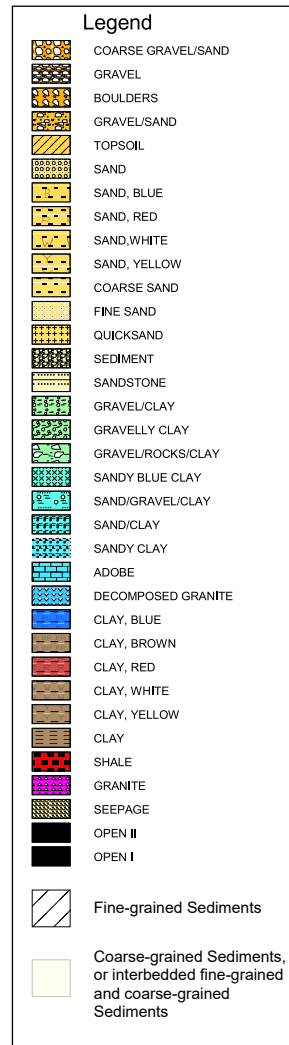 Legend
COARSE GRAVEL/SAND
GRAVEL
BOULDERS
GRAVEL/SAND
TOPSOIL
SAND
SAND, BLUE
SAND, RED
SAND,WHITE
SAND, YELLOW
COARSE SAND
FINE SAND
QUICKSAND
SEDIMENT
SANDSTONE
GRAVEL/CLAY
GRAVELLY CLAY
GRAVEL/ROCKS/CLAY
SANDY BLUE CLAY
SAND/GRAVEL/CLAY
SAND/CLAY
SANDY CLAY
ADOBE
DECOMPOSED GRANITE
CLAY, BLUE
CLAY, BROWN
CLAY, RED
CLAY, WHITE
CLAY, YELLOW
CLAY
SHALE
GRANITE
SEEPAGE
OPEN II
OPEN I
Fine-grained Sediments
Coarse-grained Sediments,
or interbedded fine-grained
and coarse-grained
Sediments